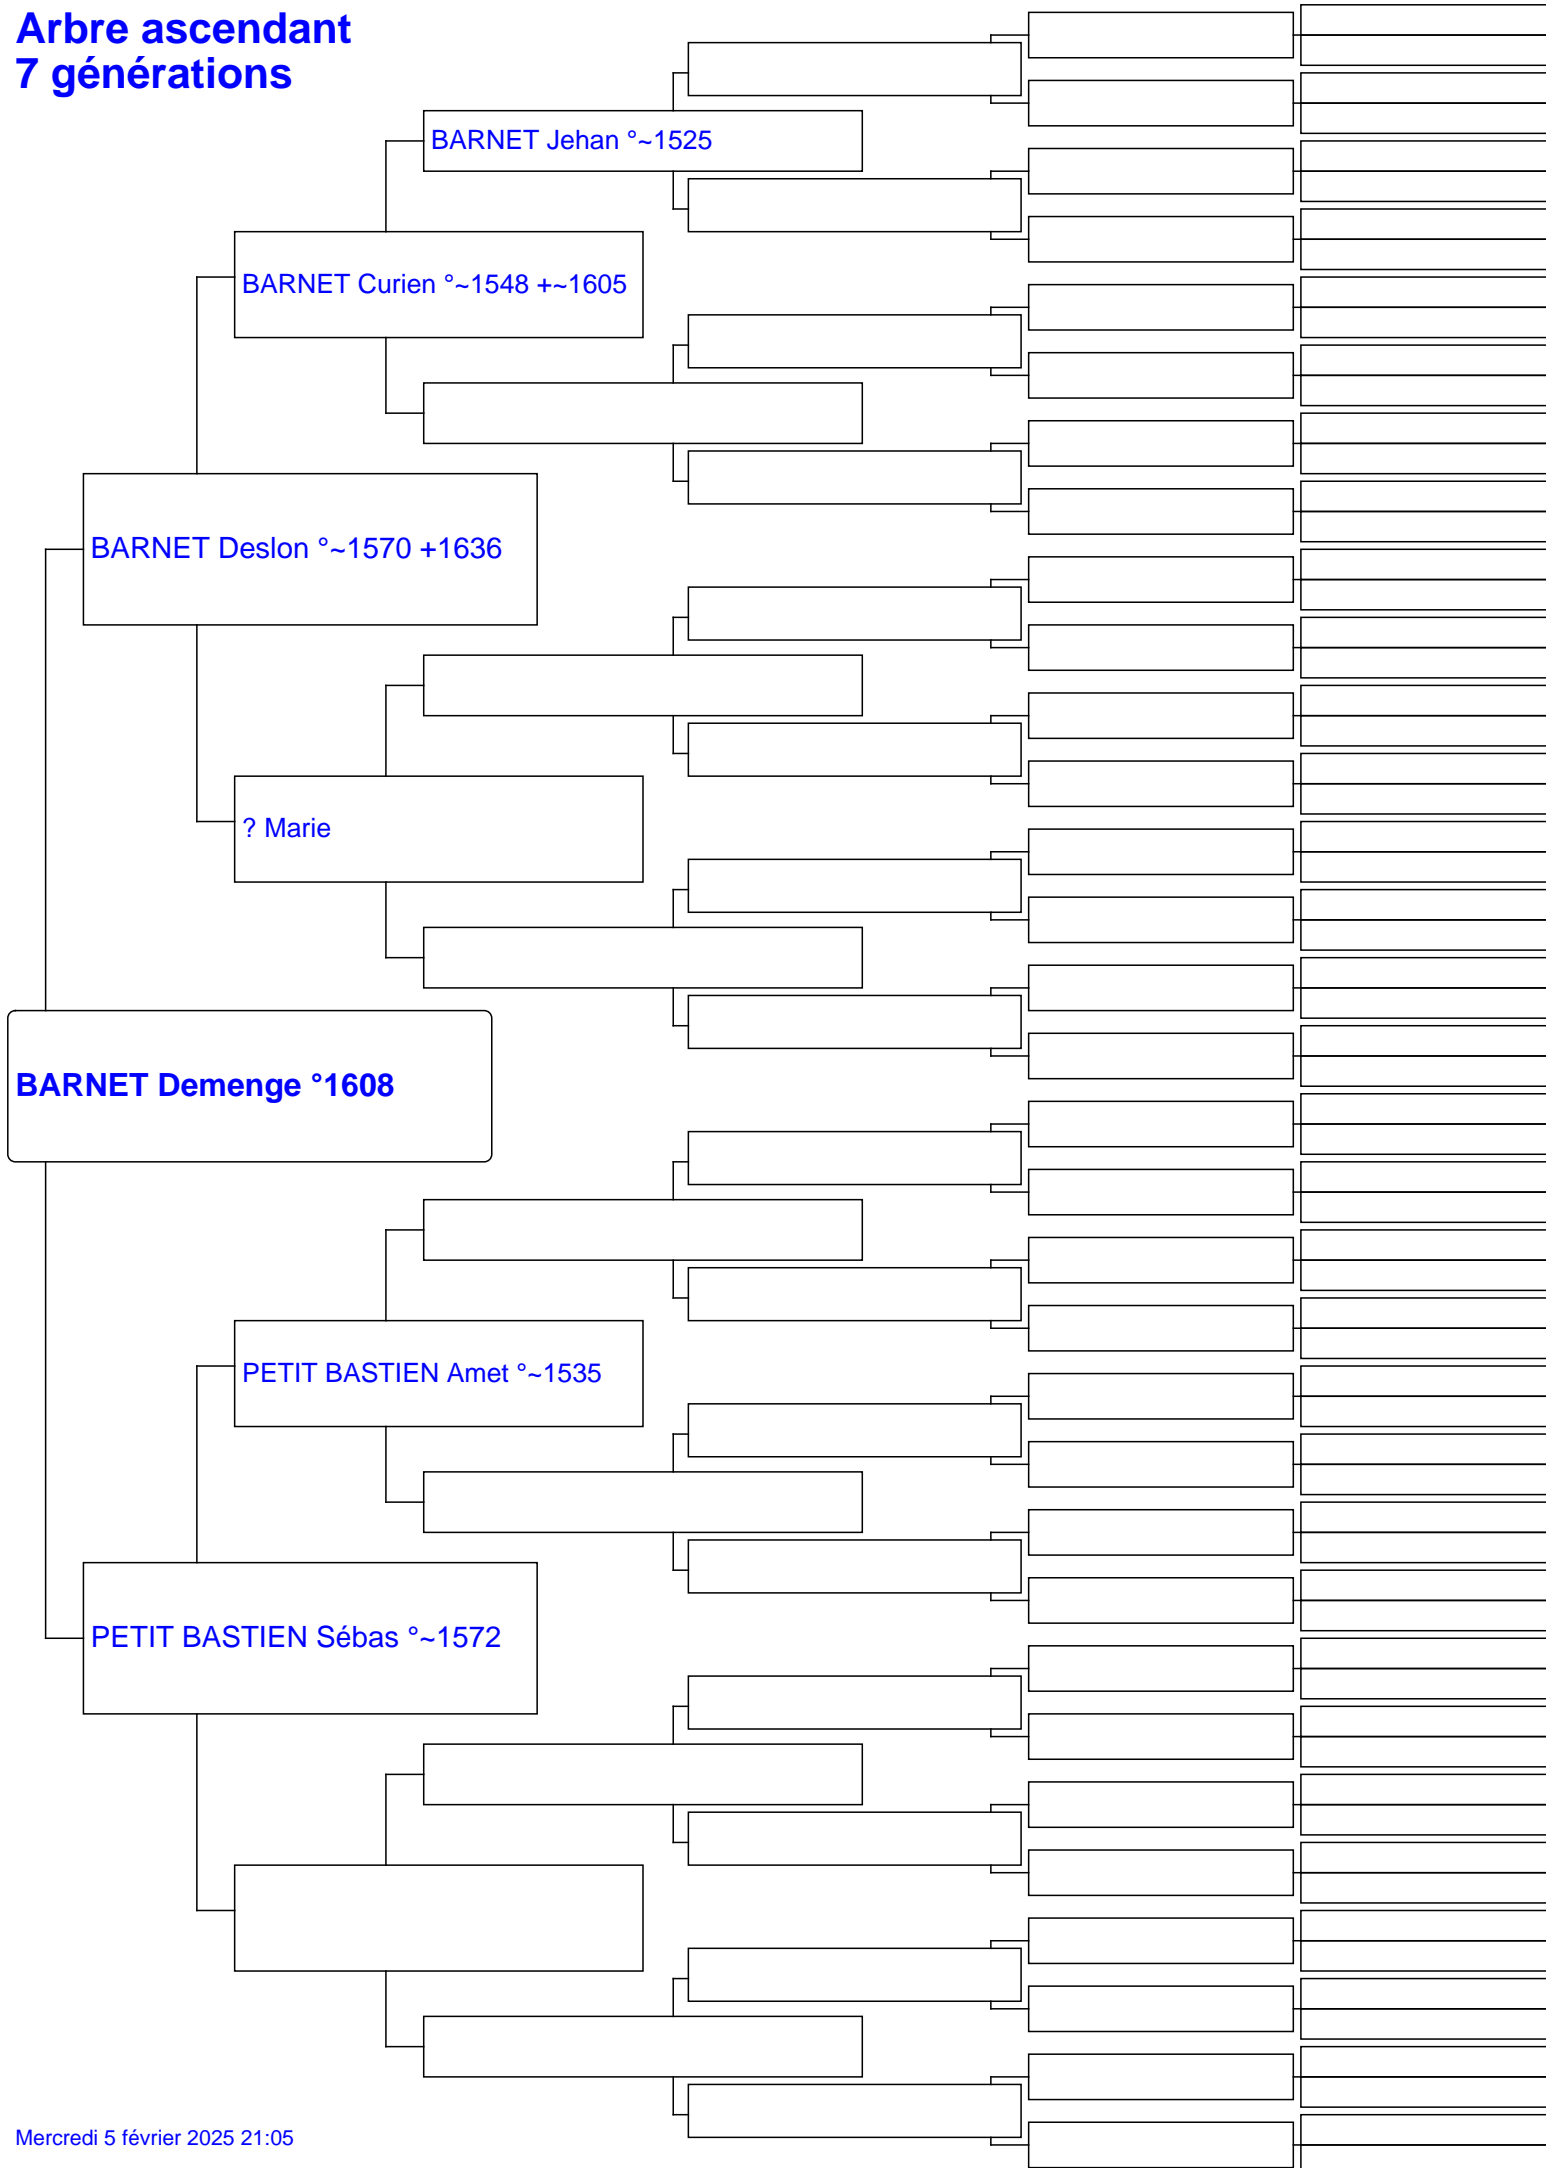 Arbre ascendant
7 générations
BARNET Jehan °~1525
BARNET Curien °~1548 +~1605
BARNET Deslon °~1570 +1636
? Marie
BARNET Demenge °1608
PETIT BASTIEN Amet °~1535
PETIT BASTIEN Sébas °~1572
Mercredi 5 février 2025 21:05